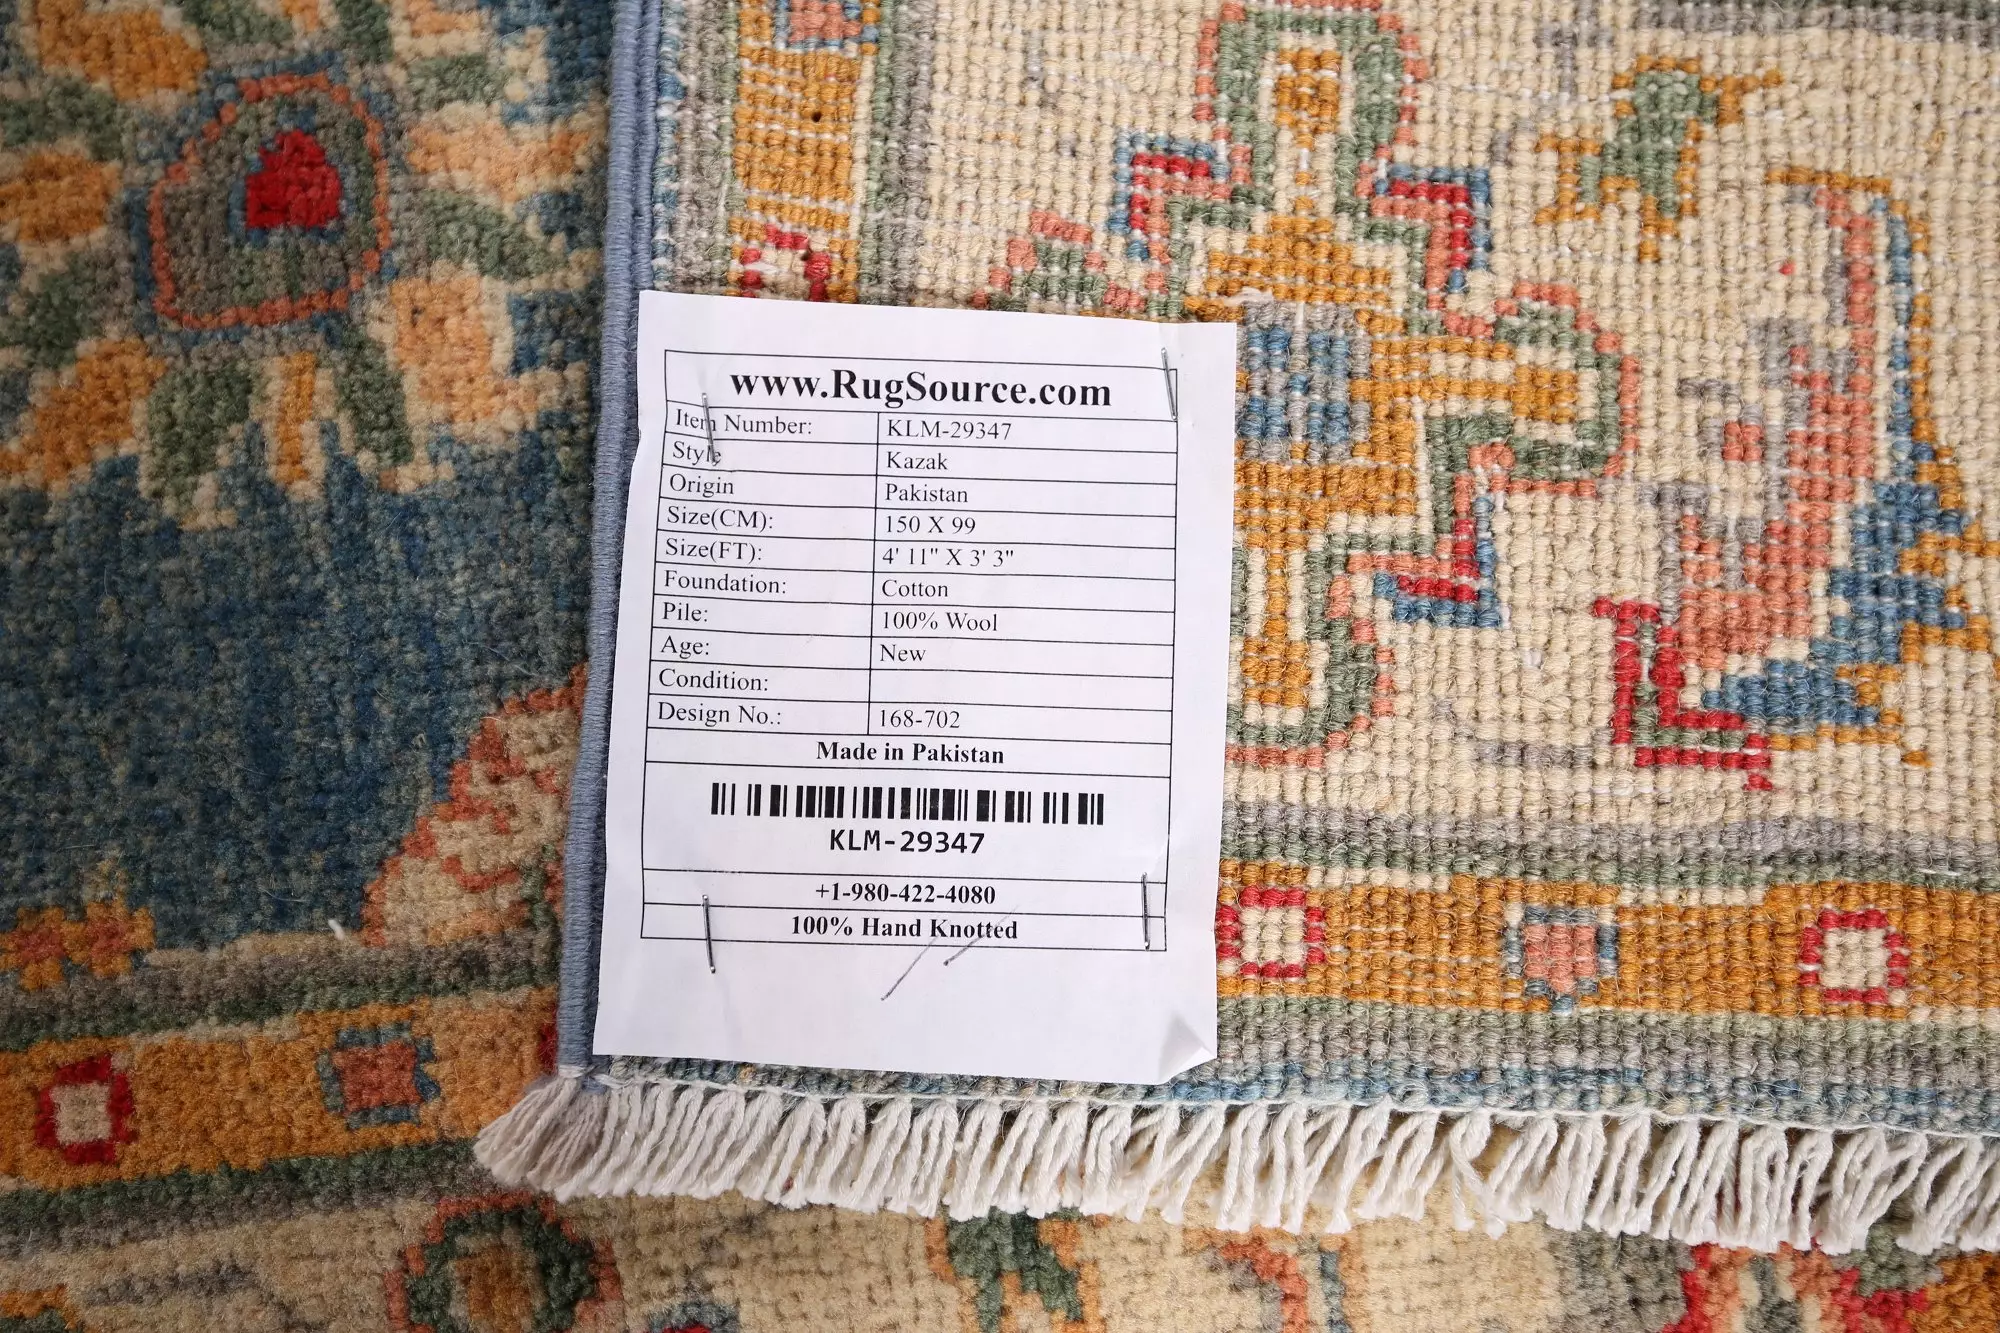 www.RugSource.com
Item Number: KLM-29347
Style Kazak
Origin Pakistan
Size(CM): 150 X 99
Size(FT): 4' 11" X 3' 3"
Foundation: Cotton
Pile: 100% Wool
Age: New
Condition:
Design No.: 168-702
Made in Pakistan
KLM-29347
+1-980-422-4080
100% Hand Knotted